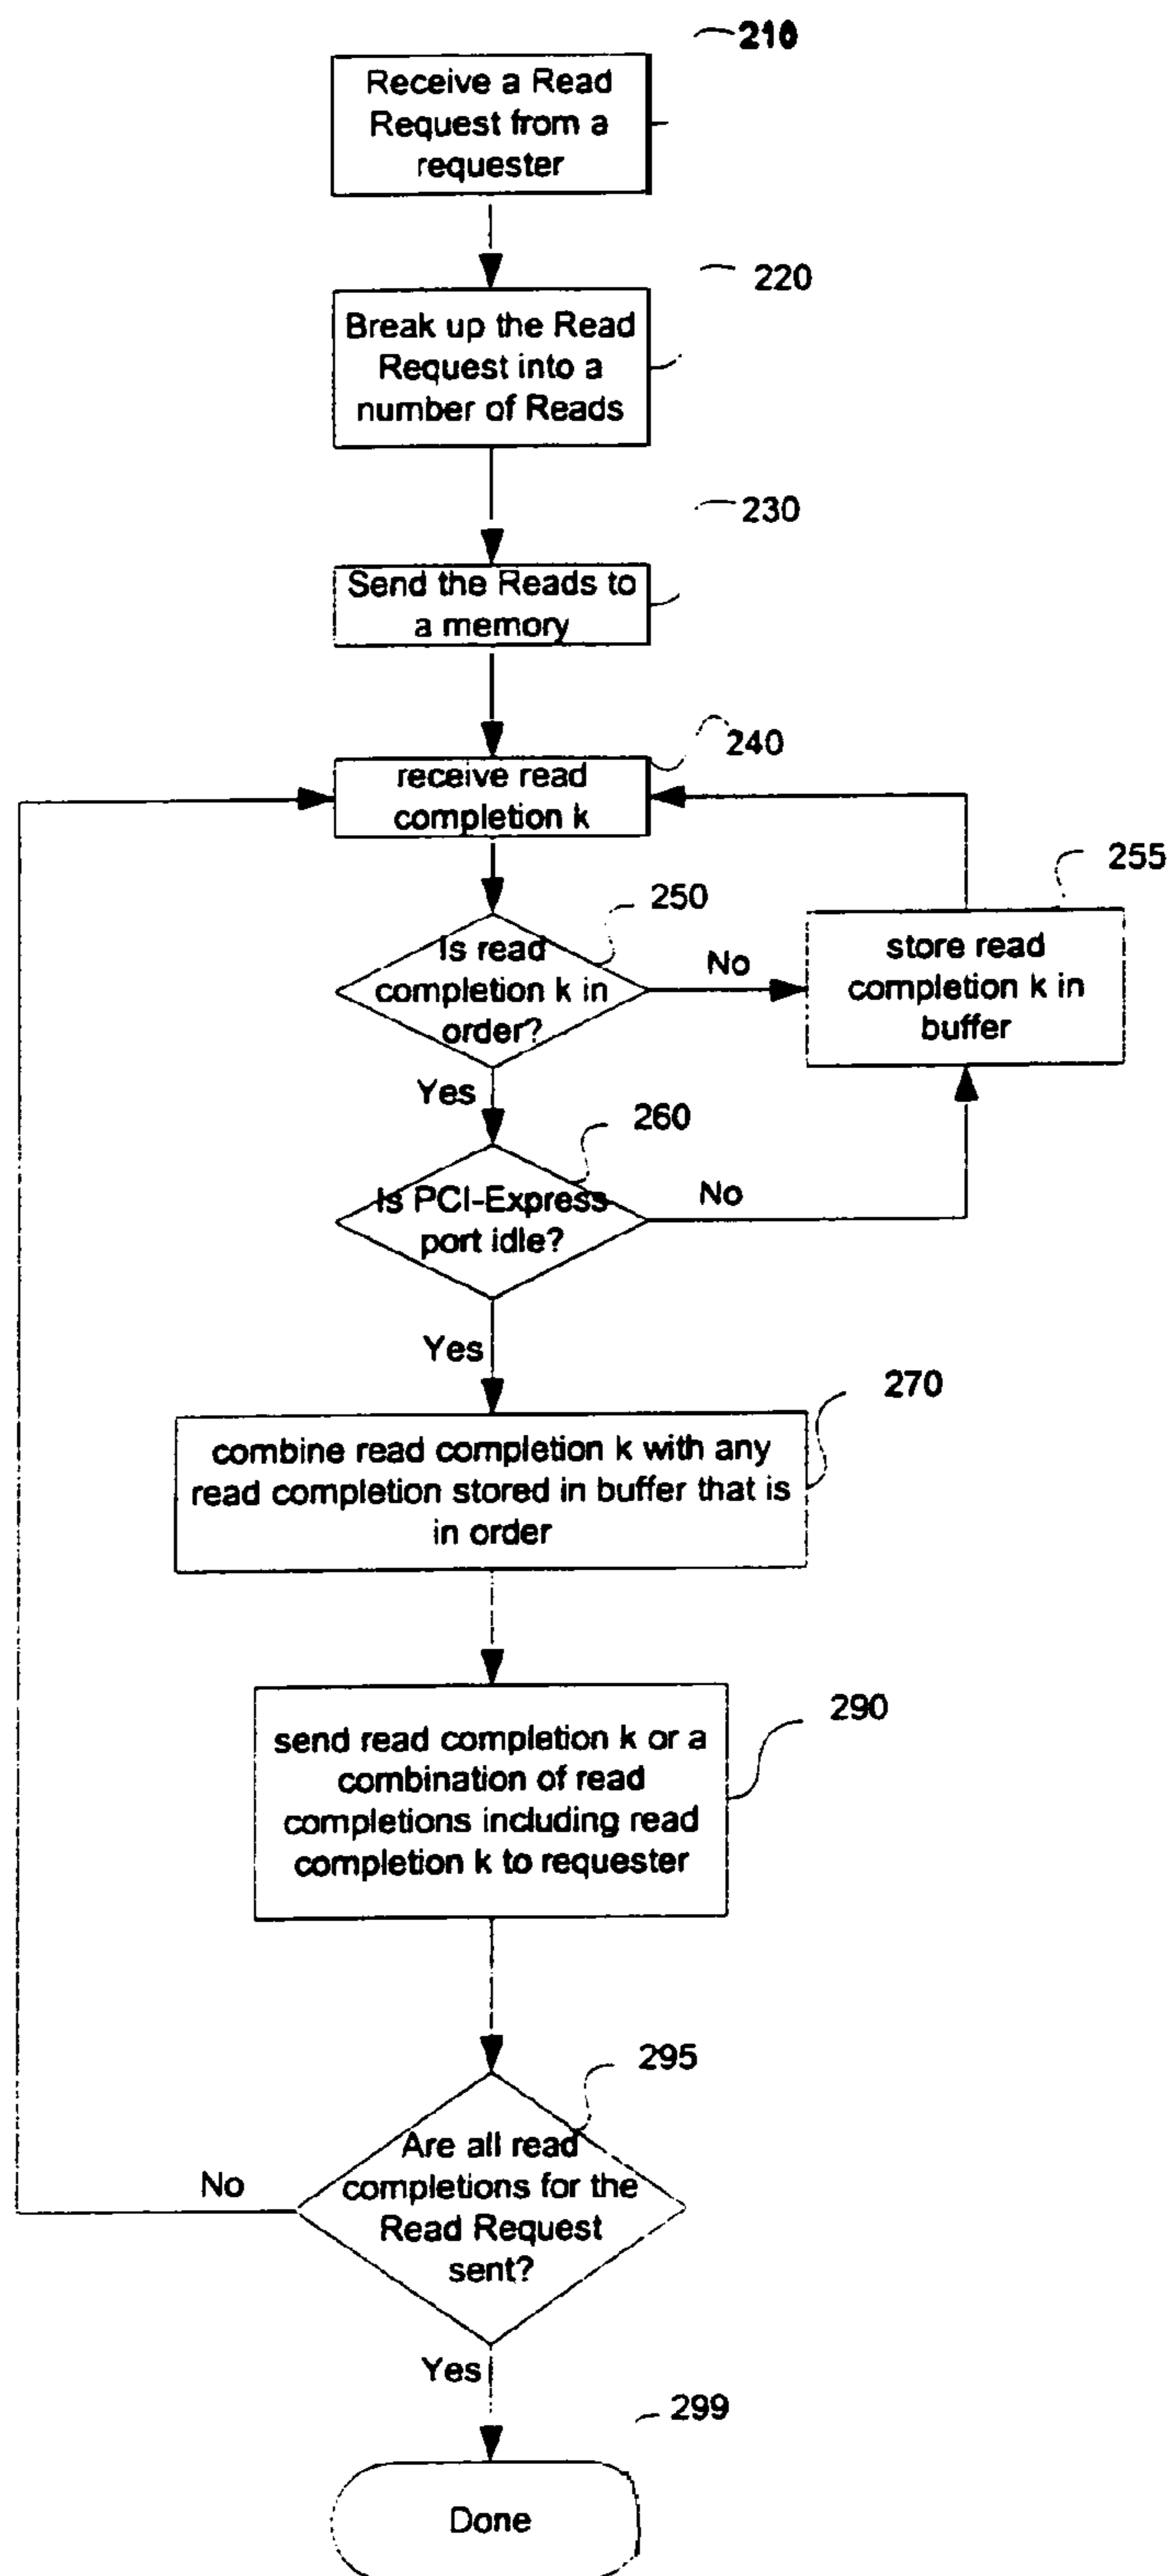 210
Receive a Read
Request from a
requester
220
Break up the Read
Request into a
number of Reads
230
Send the Reads to
a memory
240
receive read
completion k
250
Is read
completion k in
order?
No
255
store read
completion k in
buffer
Yes
260
Is PCI-Express
port idle?
No
Yes
270
combine read completion k with any
read completion stored in buffer that is
in order
290
send read completion k or a
combination of read
completions including read
completion k to requester
295
Are all read
completions for the
Read Request
sent?
No
Yes
299
Done